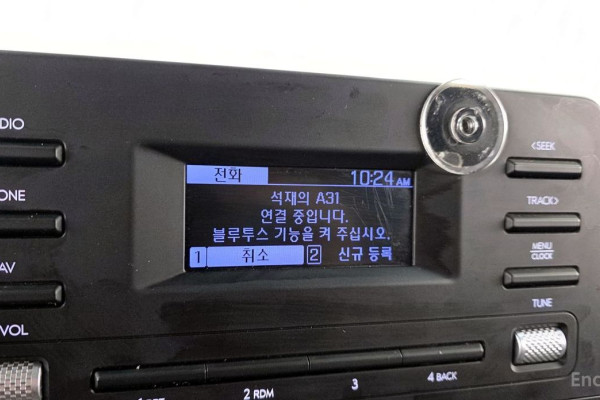 전화 10:24 AM
석재의 A31
연결 중입니다.
블루투스 기능을 켜 주십시오.
1 취소 2 신규 등록
DIO
ONE
AV
VOL
<SEEK
TRACK>
MENU
CLOCK
TUNE
2 RDM
3
4 BACK
Enc